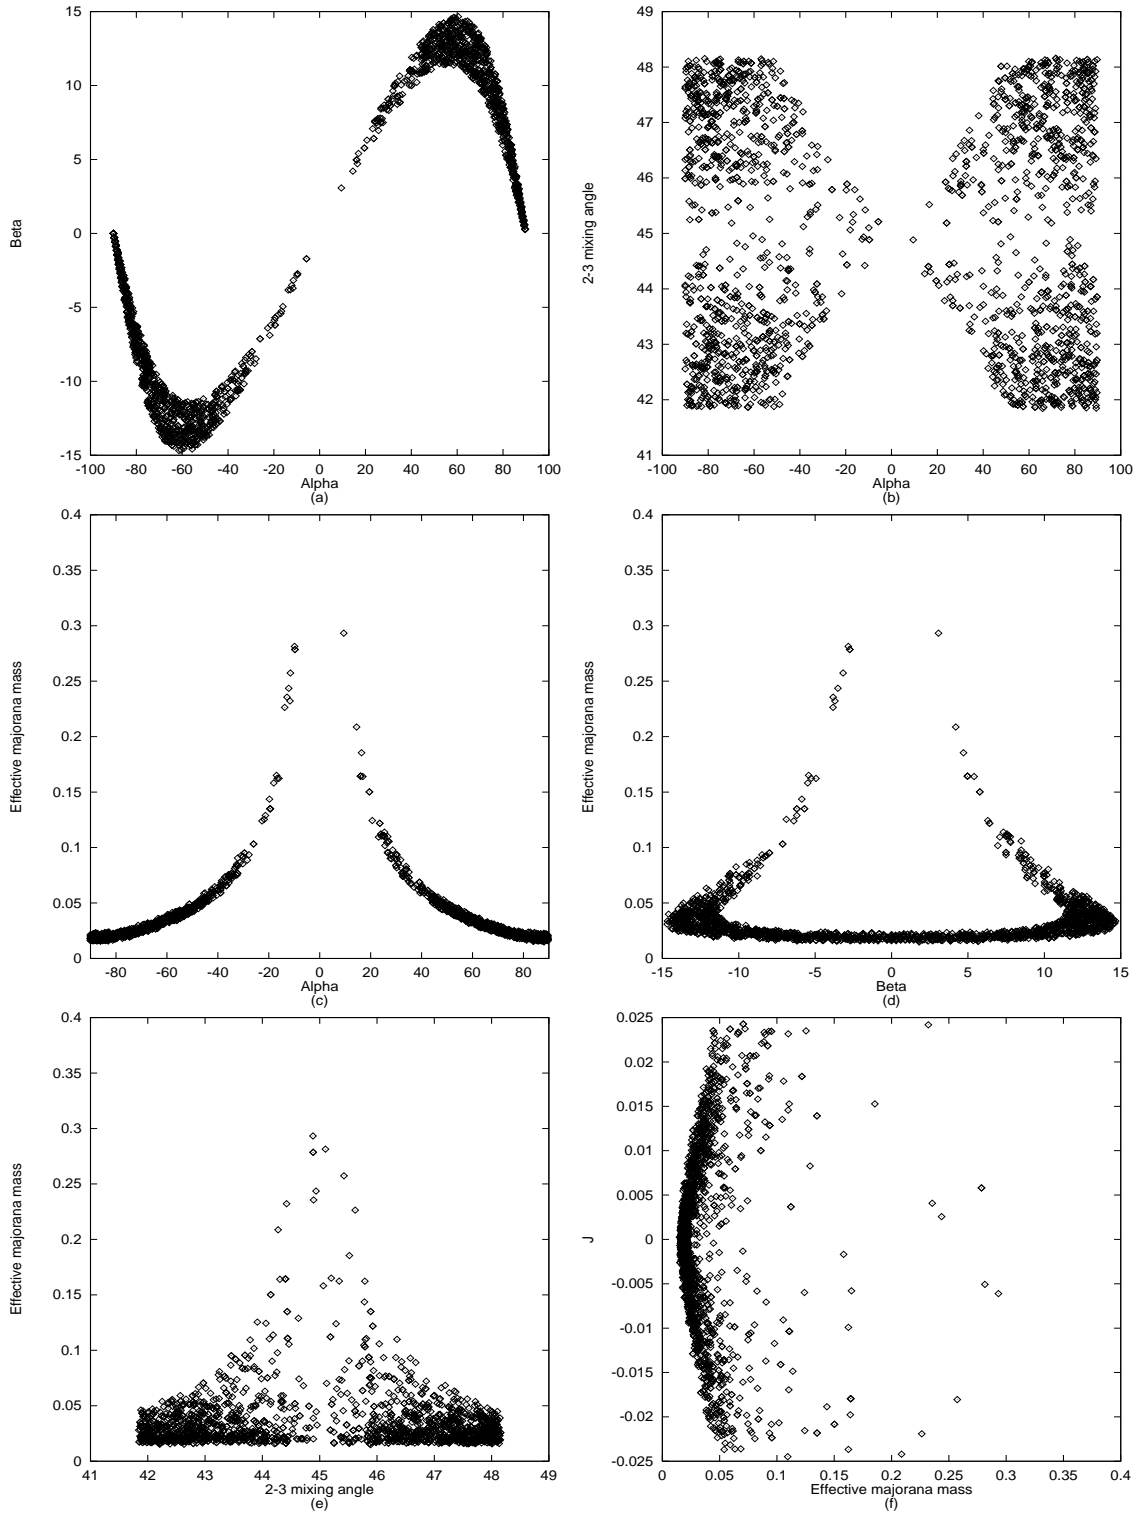 15
10
5
0
-5
-10
-15
Beta
-100 -80 -60 -40 -20 0 20 40 60 80 100
Alpha
(a)
49
48
47
46
45
44
43
42
41
2-3 mixing angle
-100 -80 -60 -40 -20 0 20 40 60 80 100
Alpha
(b)
0.4
0.35
0.3
0.25
0.2
0.15
0.1
0.05
0
Effective majorana mass
-80 -60 -40 -20 0 20 40 60 80
Alpha
(c)
0.4
0.35
0.3
0.25
0.2
0.15
0.1
0.05
0
Effective majorana mass
-15 -10 -5 0 5 10 15
Beta
(d)
0.4
0.35
0.3
0.25
0.2
0.15
0.1
0.05
0
Effective majorana mass
41 42 43 44 45 46 47 48 49
2-3 mixing angle
(e)
0.025
0.02
0.015
0.01
0.005
0
-0.005
-0.01
-0.015
-0.02
-0.025
J
0 0.05 0.1 0.15 0.2 0.25 0.3 0.35 0.4
Effective majorana mass
(f)